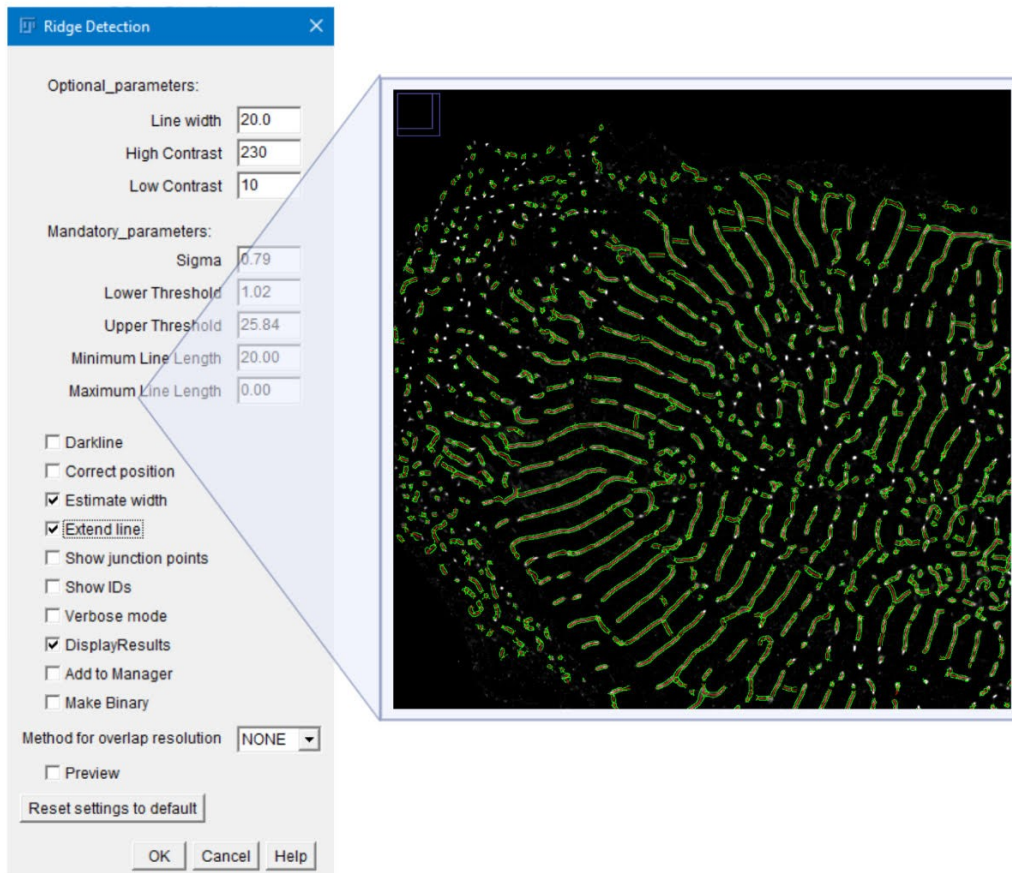 Ridge Detection
Optional_parameters:
Line width 20.0
High Contrast 230
Low Contrast 10
Mandatory_parameters:
Sigma 0.79
Lower Threshold 1.02
Upper Threshold 25.84
Minimum Line Length 20.00
Maximum Line Length 0.00
Darkline
Correct position
Estimate width
Extend line
Show junction points
Show IDs
Verbose mode
DisplayResults
Add to Manager
Make Binary
Method for overlap resolution NONE
Preview
Reset settings to default
OK Cancel Help